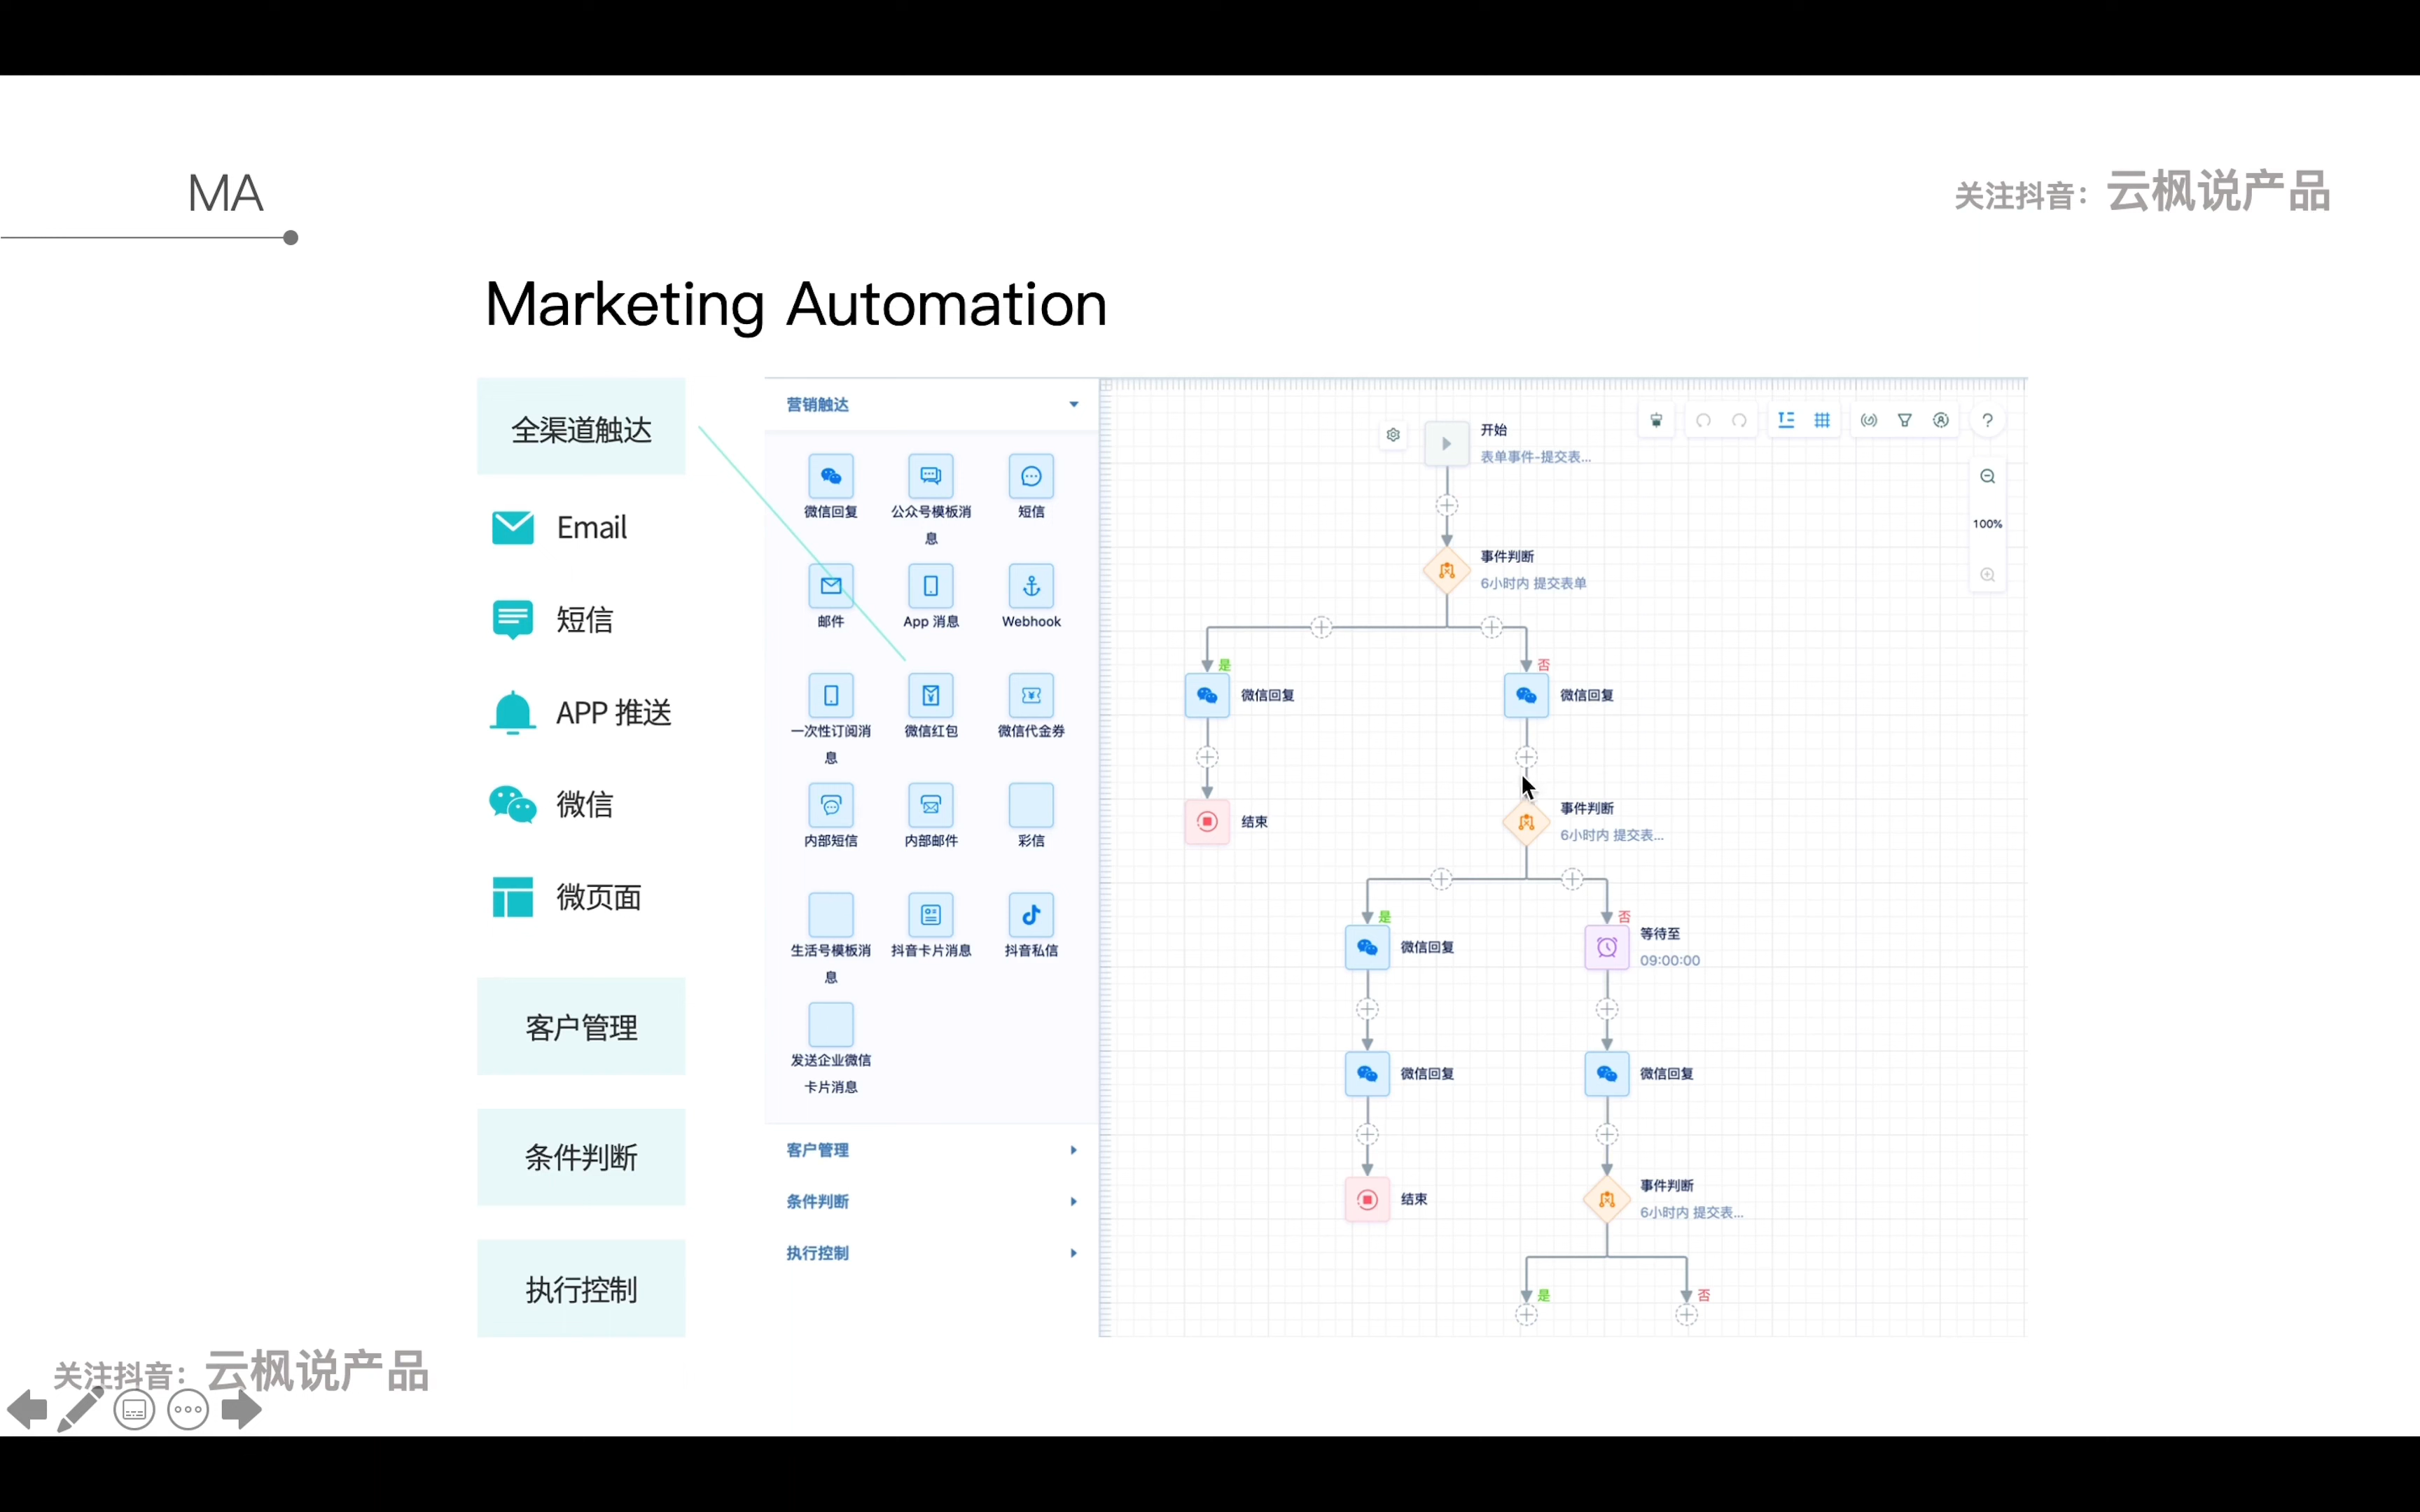 MA
关注抖音：云枫说产品
Marketing Automation
全渠道触达
Email
短信
APP 推送
微信
微页面
客户管理
条件判断
执行控制
营销触达
微信回复
公众号模板消
息
短信
邮件
App 消息
Webhook
一次性订阅消
息
微信红包
微信代金券
内部短信
内部邮件
彩信
生活号模板消
息
抖音卡片消息
抖音私信
发送企业微信
卡片消息
客户管理
条件判断
执行控制
开始
表单事件-提交表...
100%
事件判断
6小时内 提交表单
是
否
微信回复
微信回复
结束
事件判断
6小时内 提交表...
是
否
微信回复
等待至
09:00:00
微信回复
微信回复
结束
事件判断
6小时内 提交表...
是
否
关注抖音：云枫说产品